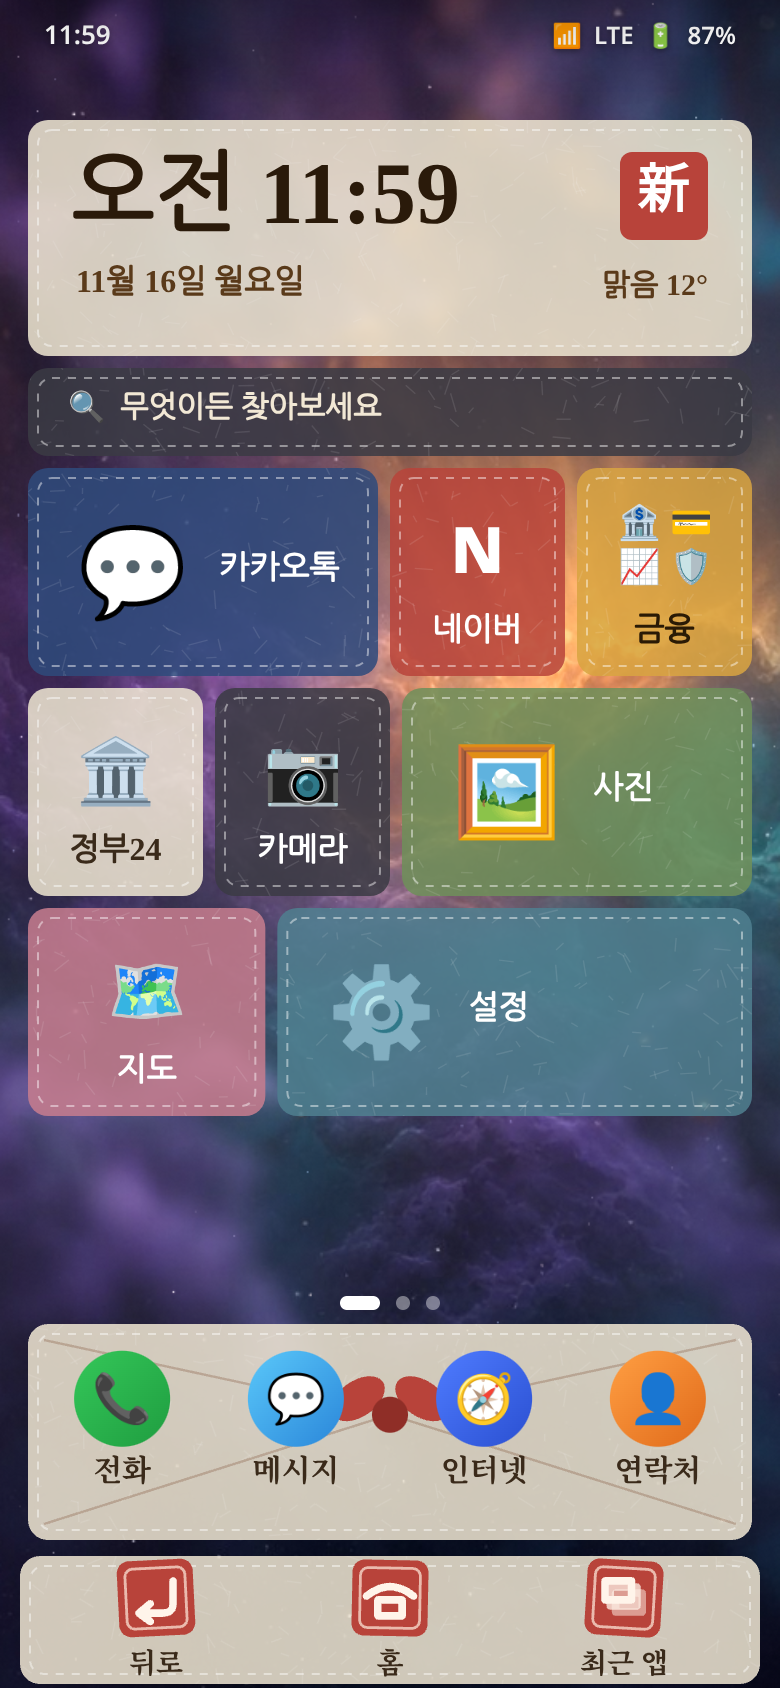 11:59 LTE 87%
오전 11:59
新
11월 16일 월요일
맑음 12°
무엇이든 찾아보세요
카카오톡
N
네이버
금융
정부24
카메라
사진
지도
설정
전화 메시지 인터넷 연락처
뒤로 홈 최근 앱